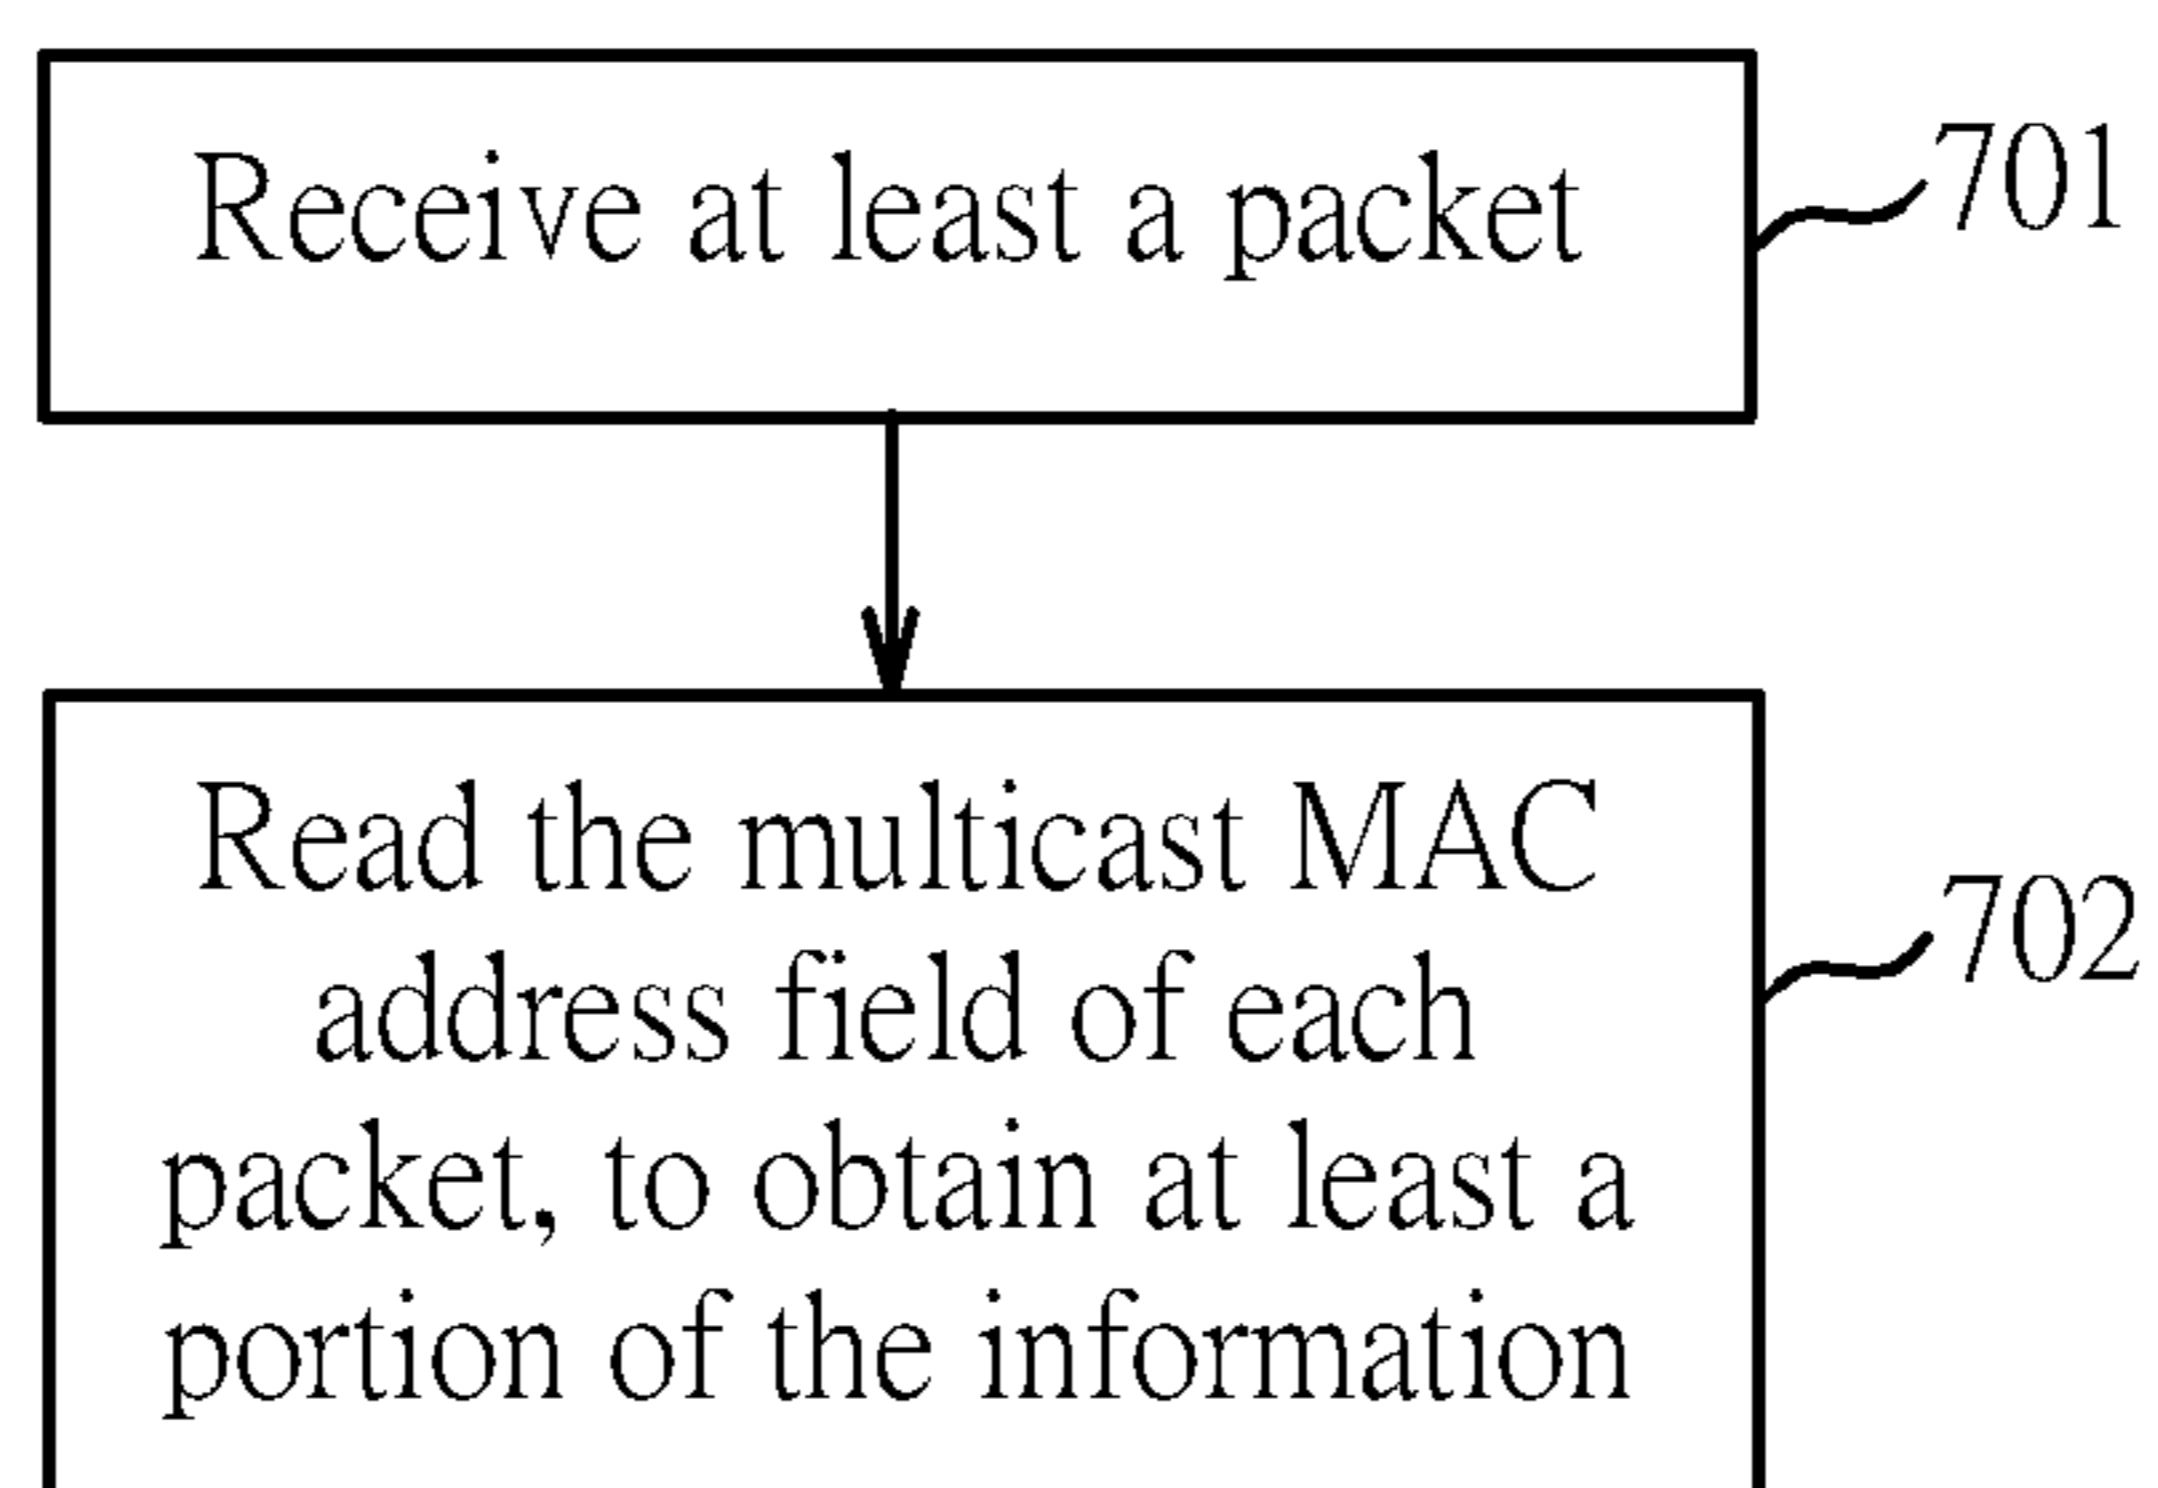 Receive at least a packet
701
Read the multicast MAC
address field of each
702
packet, to obtain at least a
portion of the information